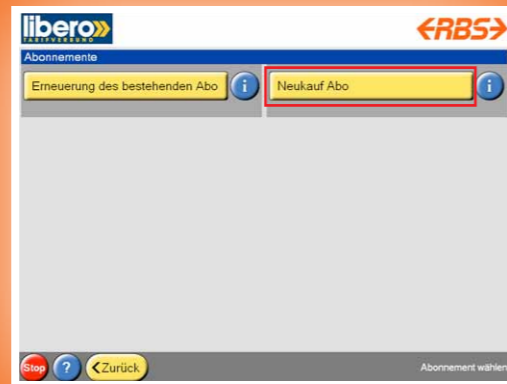 libero
TARIFVERBUND
RBS
Abonnemente
Erneuerung des bestehenden Abo
i
Neukauf Abo
i
Stop
?
Zurück
Abonnement wählen